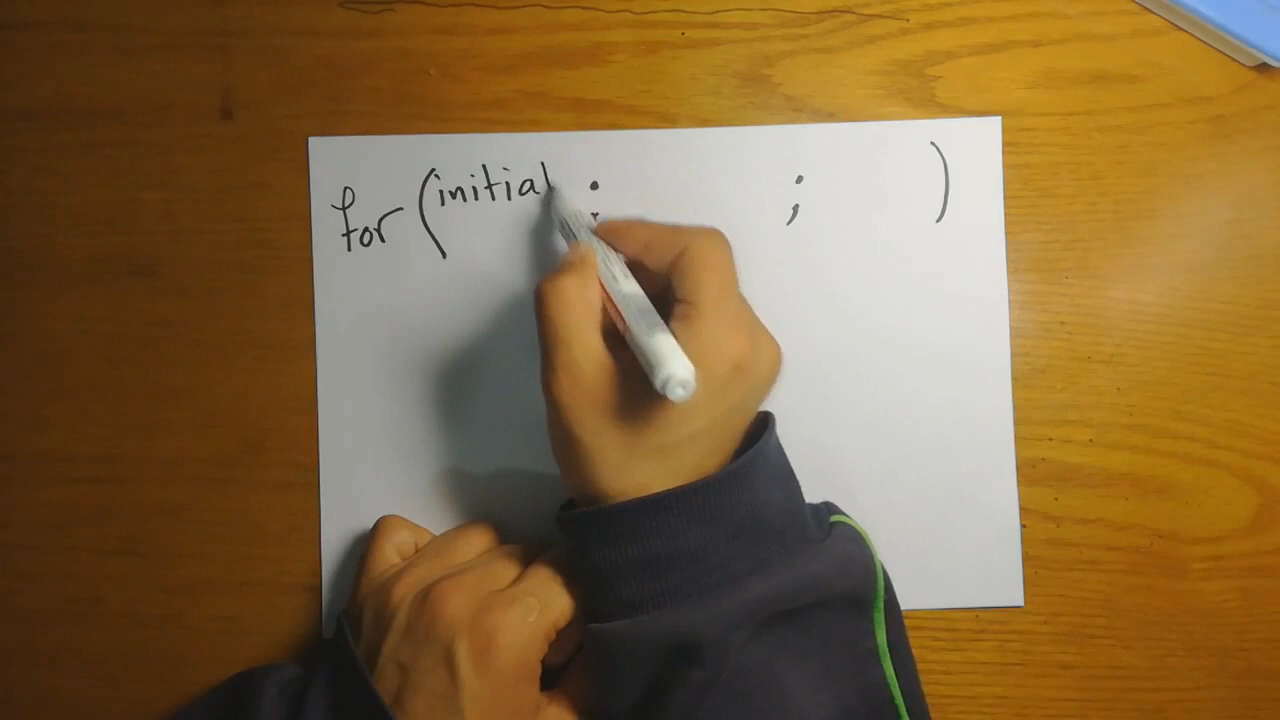 for (initial ; ; )